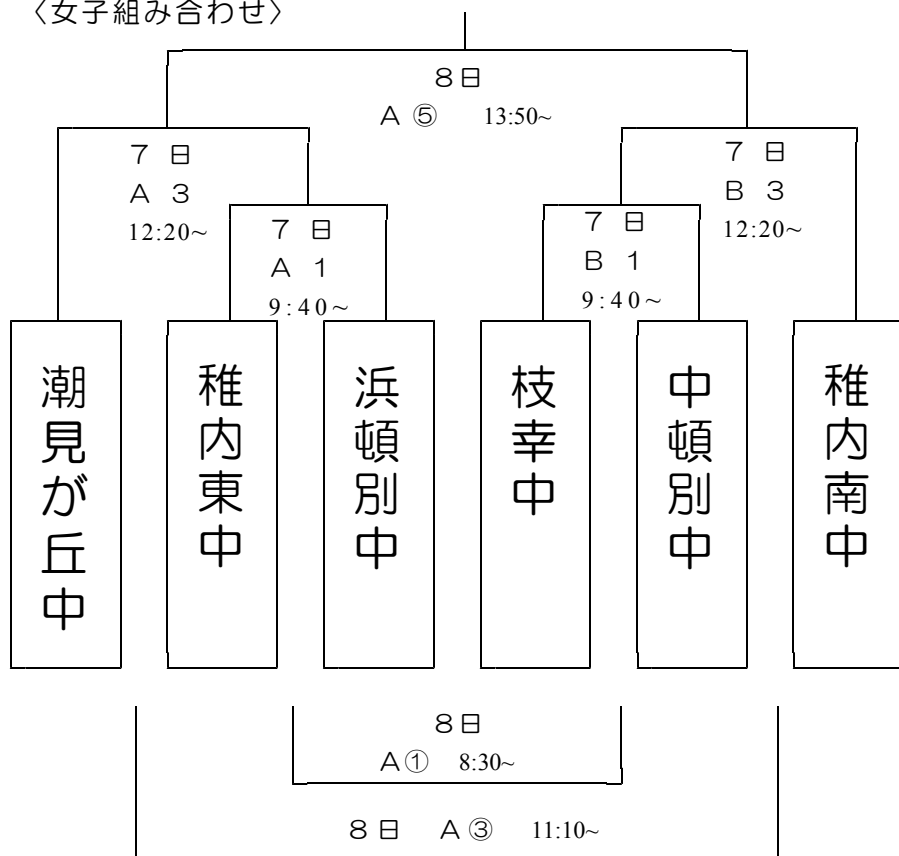 〈女子組み合わせ〉
8日
A ⑤ 13:50~
7 日
A 3
12:20~
7 日
B 3
12:20~
7 日
A 1
9:40~
7 日
B 1
9:40~
潮見が丘中
稚内東中
浜頓別中
枝幸中
中頓別中
稚内南中
8日
A① 8:30~
8日 A③ 11:10~